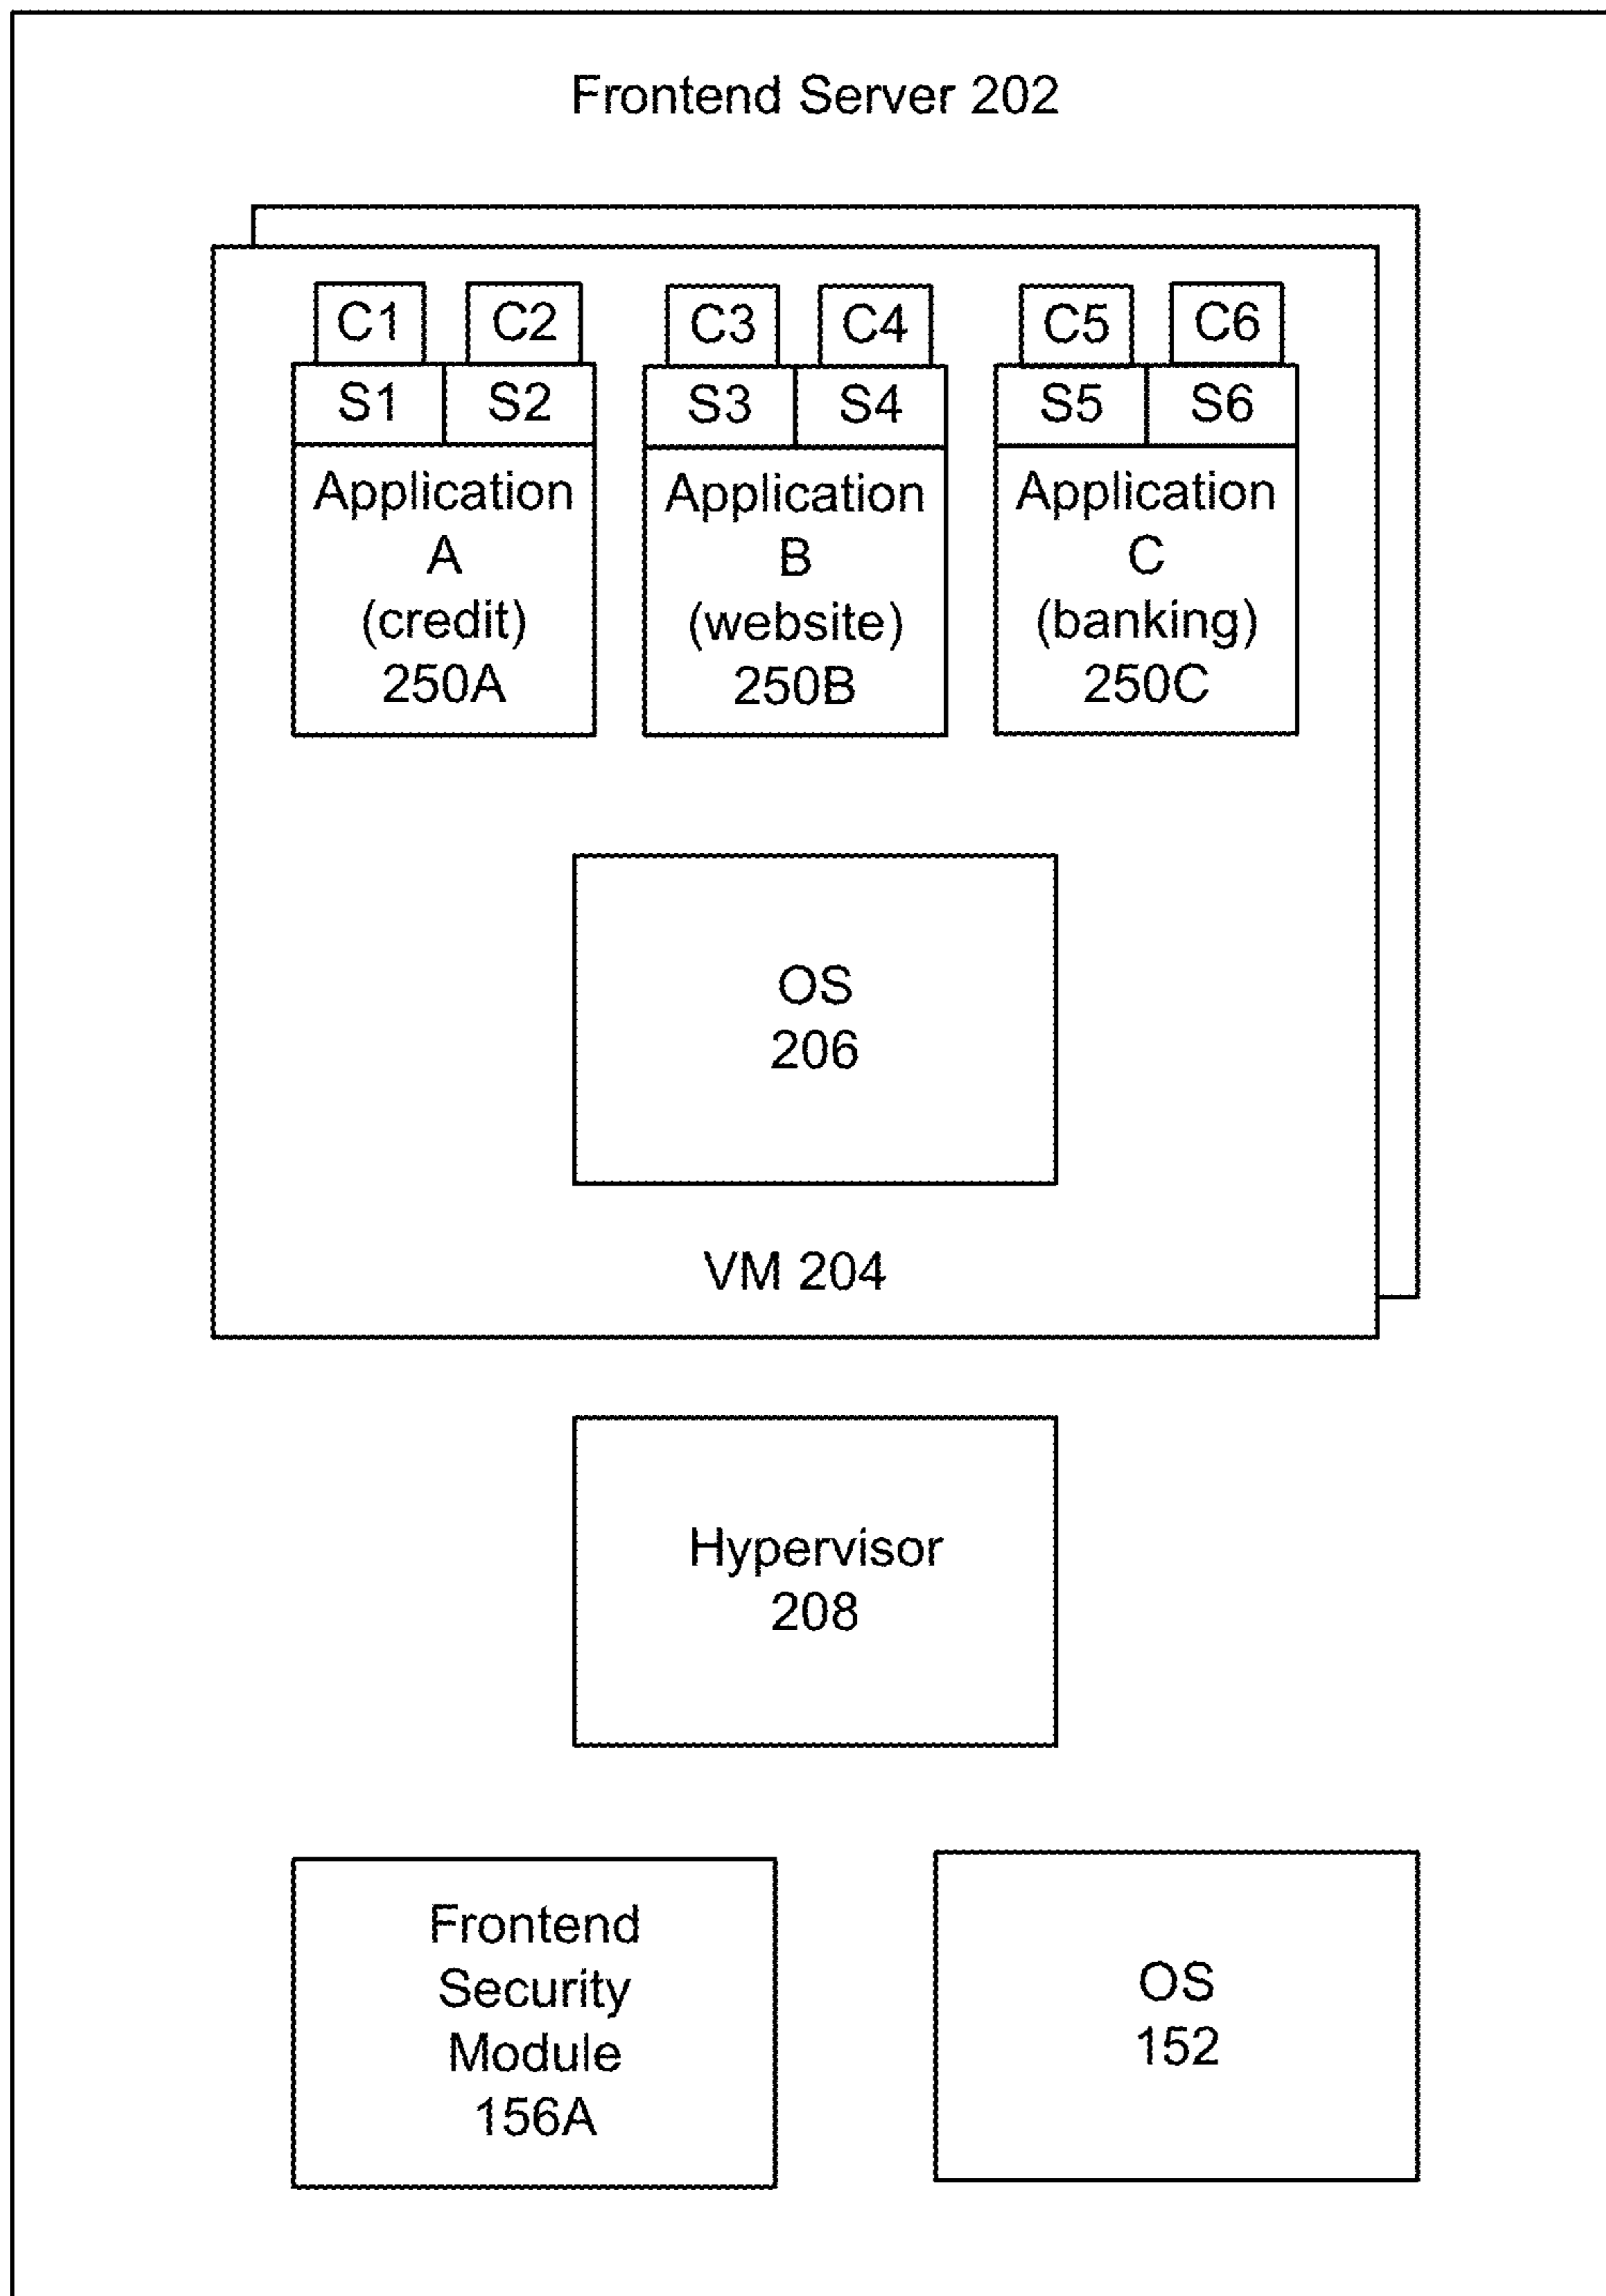 Frontend Server 202
C1 C2 C3 C4 C5 C6
S1 S2 S3 S4 S5 S6
Application
A
(credit)
250A
Application
B
(website)
250B
Application
C
(banking)
250C
OS
206
VM 204
Hypervisor
208
Frontend
Security
Module
156A
OS
152